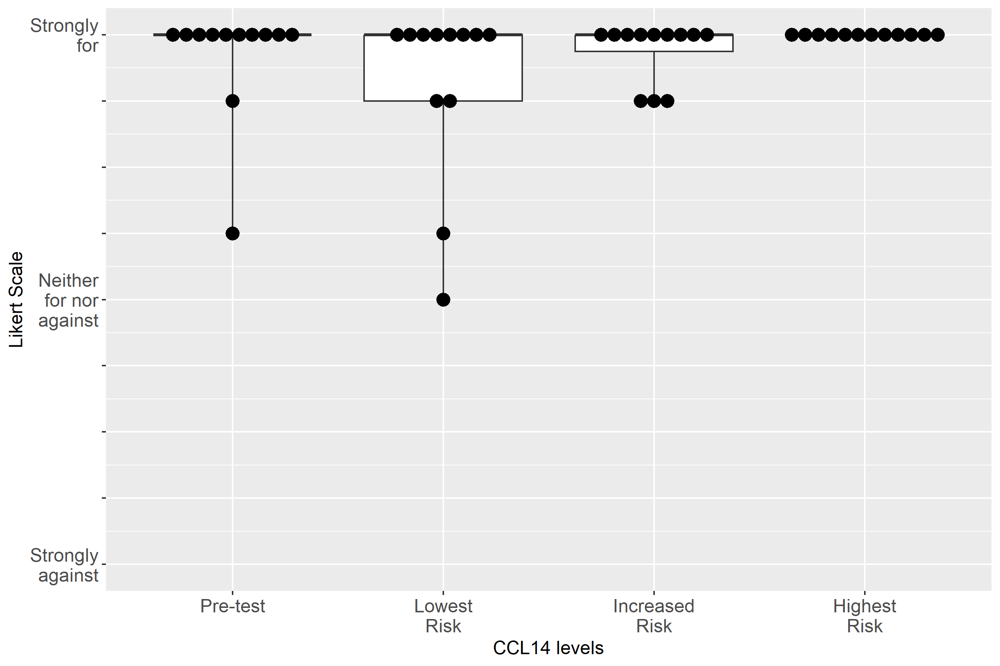 Strongly
for
Neither
for nor
against
Strongly
against
Likert Scale
Pre-test
Lowest
Risk
Increased
Risk
Highest
Risk
CCL14 levels